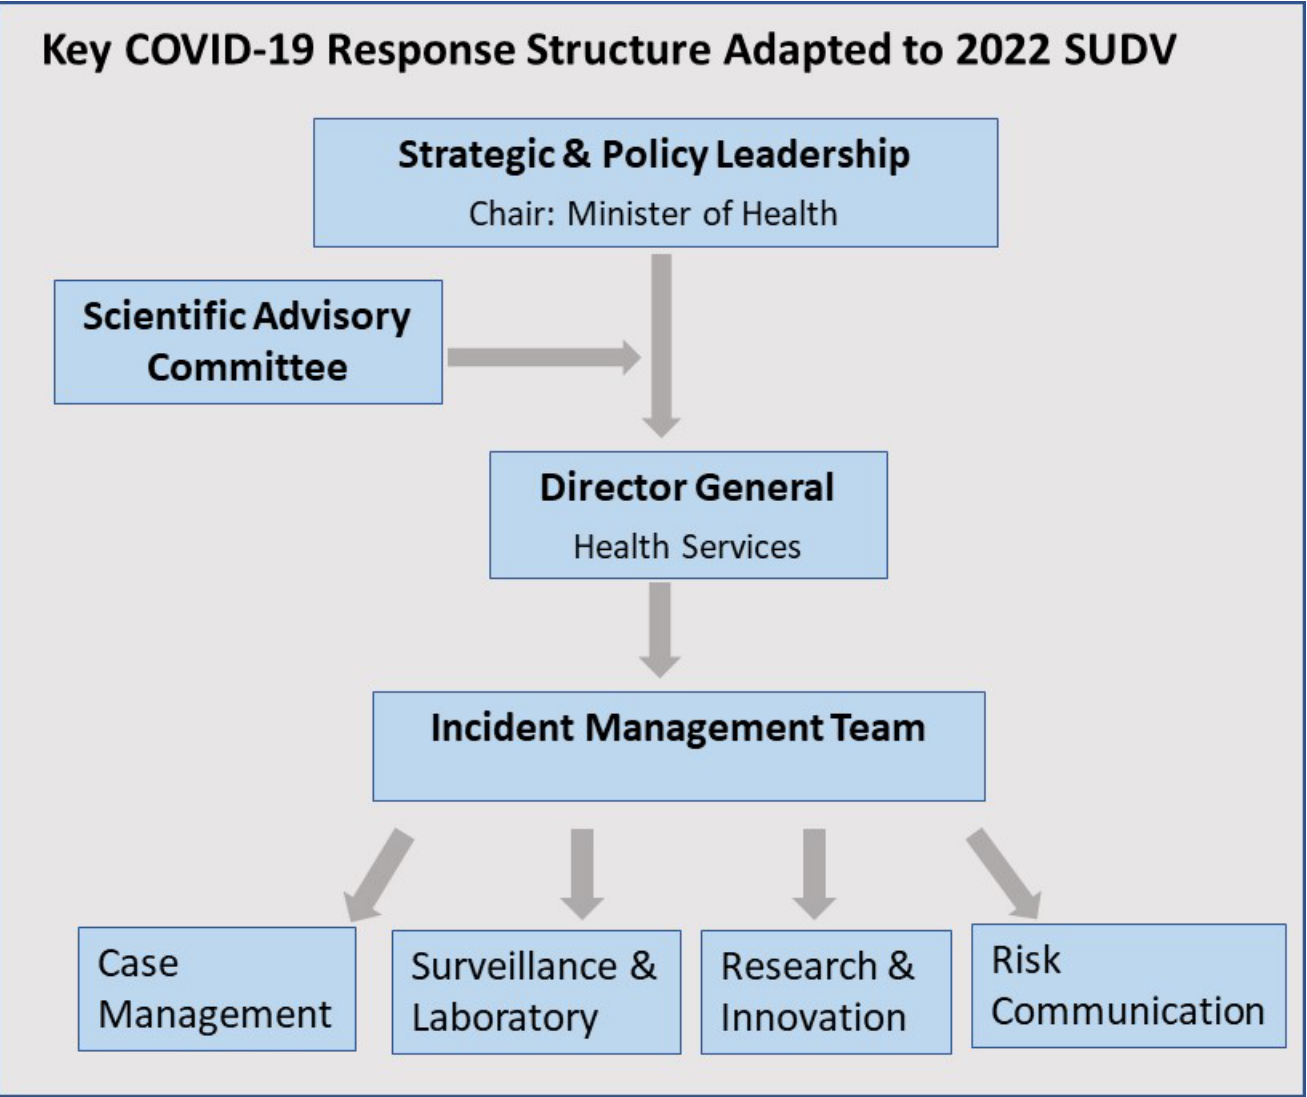 Key COVID-19 Response Structure Adapted to 2022 SUDV
Strategic & Policy Leadership
Chair: Minister of Health
Scientific Advisory
Committee
Director General
Health Services
Incident Management Team
Case
Management
Surveillance &
Laboratory
Research &
Innovation
Risk
Communication